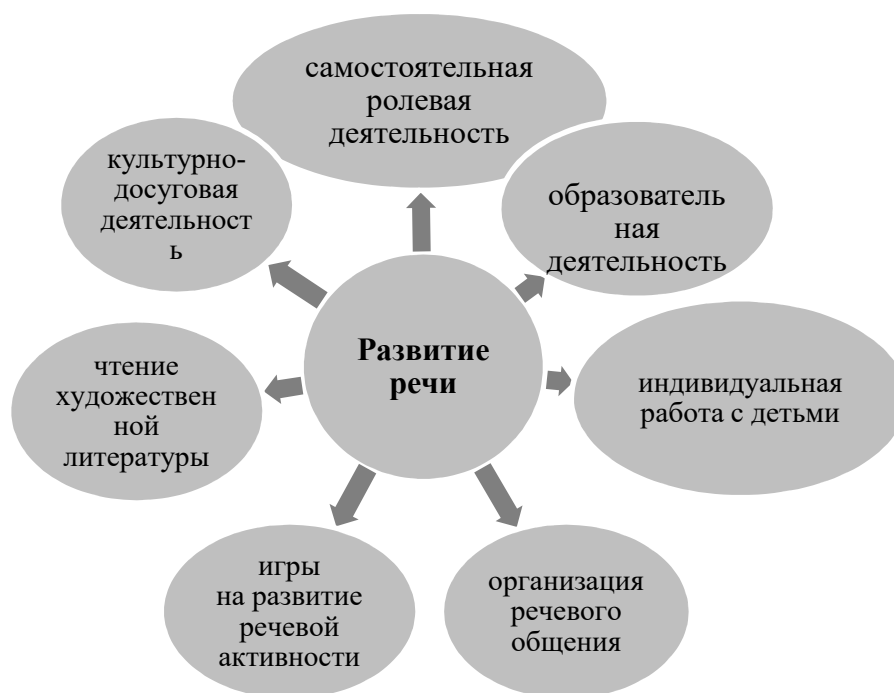 самостоятельная
ролевая
деятельность
культурно-
досуговая
деятельност
ь
образователь
ная
деятельность
Развитие
речи
чтение
художествен
ной
литературы
индивидуальная
работа с детьми
игры
на развитие
речевой
активности
организация
речевого
общения